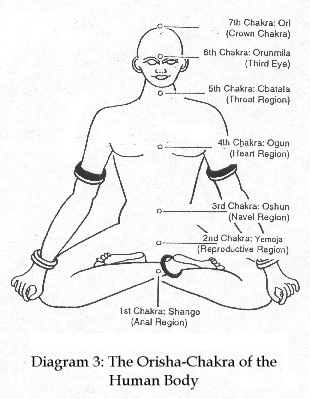 7th Chakra: Ori
(Crown Chakra)
6th Chakra: Orunmila
(Third Eye)
5th Chakra: Obatala
(Throat Region)
4th Chakra: Ogun
(Heart Region)
3rd Chakra: Oshun
(Navel Region)
2nd Chakra: Yemoja
(Reproductive Region)
1st Chakra: Shango
(Anal Region)
Diagram 3: The Orisha-Chakra of the
Human Body